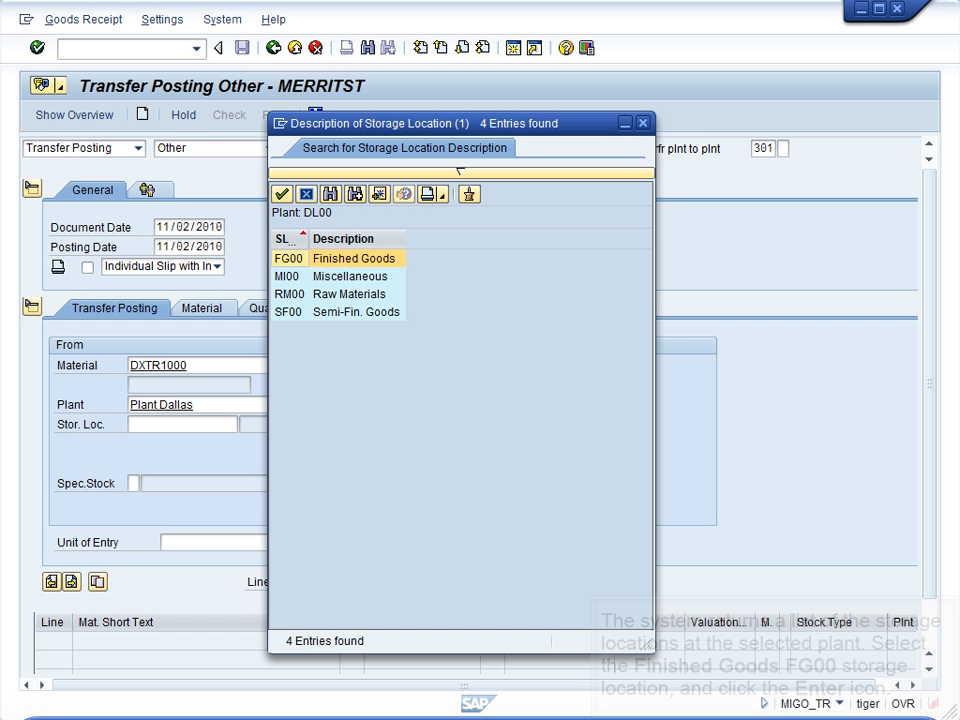 Goods Receipt Settings System Help
Transfer Posting Other - MERRITST
Show Overview Hold Check
Description of Storage Location (1) 4 Entries found
Transfer Posting Other
Search for Storage Location Description
rfr plnt to plnt 301
Plant: DL00
General
SL... Description
Document Date 11/02/2010
FG00 Finished Goods
Posting Date 11/02/2010
MI00 Miscellaneous
Individual Slip with In
RM00 Raw Materials
SF00 Semi-Fin. Goods
Transfer Posting Material Qua
From
Material DXTR1000
Plant Plant Dallas
Stor. Loc.
Spec.Stock
Unit of Entry
Line
Line Mat. Short Text Valuation... M. Stock Type Plnt
4 Entries found
The system returns a list of the storage
locations at the selected plant. Select
the Finished Goods FG00 storage
location, and click the Enter icon.
SAP MIGO_TR tiger OVR